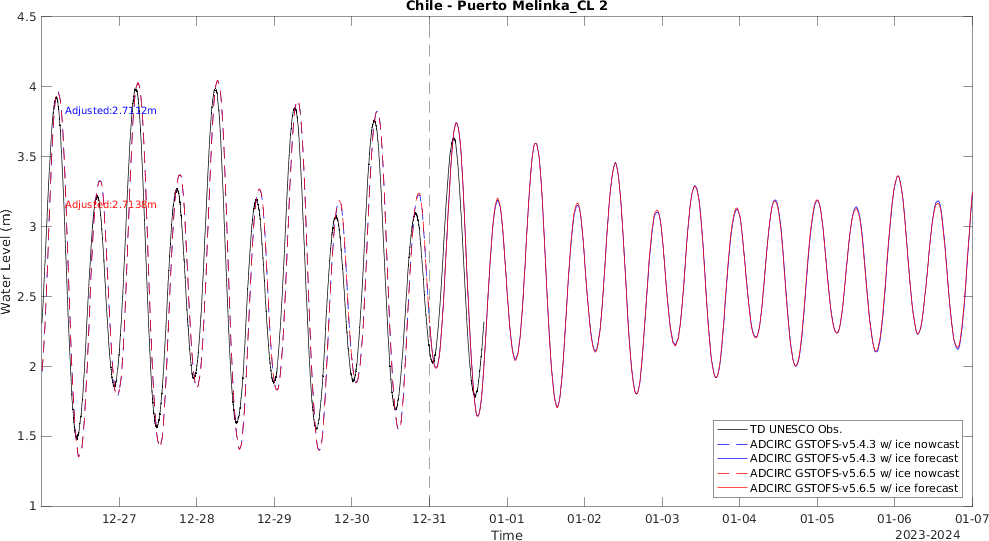 Chile - Puerto Melinka_CL 2
4.5
4
3.5
3
2.5
2
1.5
1
Water Level (m)
Adjusted:2.7112m
Adjusted:2.7138m
TD UNESCO Obs.
ADCIRC GSTOFS-v5.4.3 w/ ice nowcast
ADCIRC GSTOFS-v5.4.3 w/ ice forecast
ADCIRC GSTOFS-v5.6.5 w/ ice nowcast
ADCIRC GSTOFS-v5.6.5 w/ ice forecast
12-27 12-28 12-29 12-30 12-31 01-01 01-02 01-03 01-04 01-05 01-06 01-07
Time
2023-2024